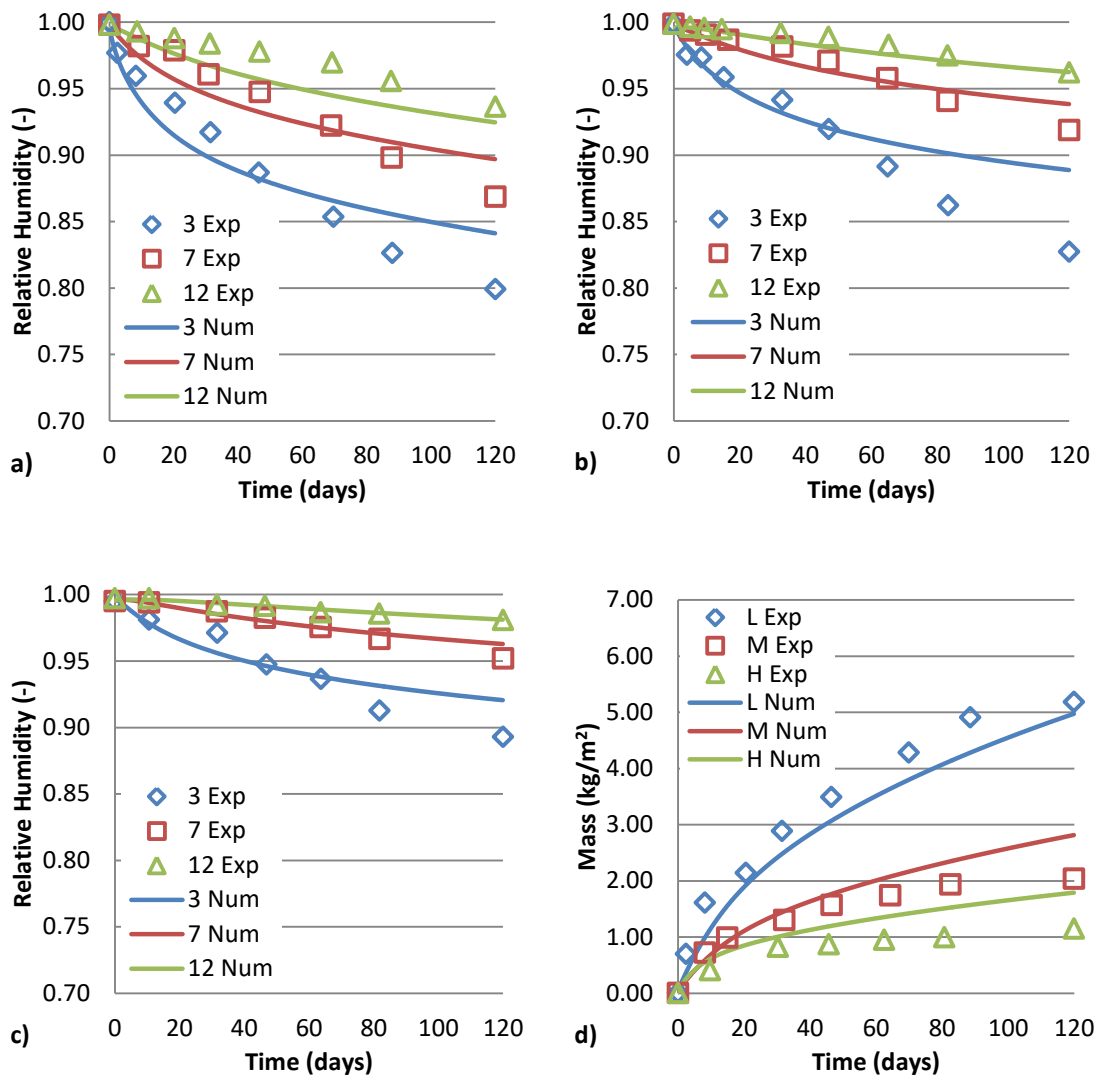 1.00
0.95
0.90
0.85
0.80
0.75
0.70
Relative Humidity (-)
3 Exp
7 Exp
12 Exp
3 Num
7 Num
12 Num
0 20 40 60 80 100 120
Time (days)
a)
1.00
0.95
0.90
0.85
0.80
0.75
0.70
Relative Humidity (-)
3 Exp
7 Exp
12 Exp
3 Num
7 Num
12 Num
0 20 40 60 80 100 120
Time (days)
b)
1.00
0.95
0.90
0.85
0.80
0.75
0.70
Relative Humidity (-)
3 Exp
7 Exp
12 Exp
3 Num
7 Num
12 Num
0 20 40 60 80 100 120
Time (days)
c)
7.00
6.00
5.00
4.00
3.00
2.00
1.00
0.00
Mass (kg/m²)
L Exp
M Exp
H Exp
L Num
M Num
H Num
0 20 40 60 80 100 120
Time (days)
d)